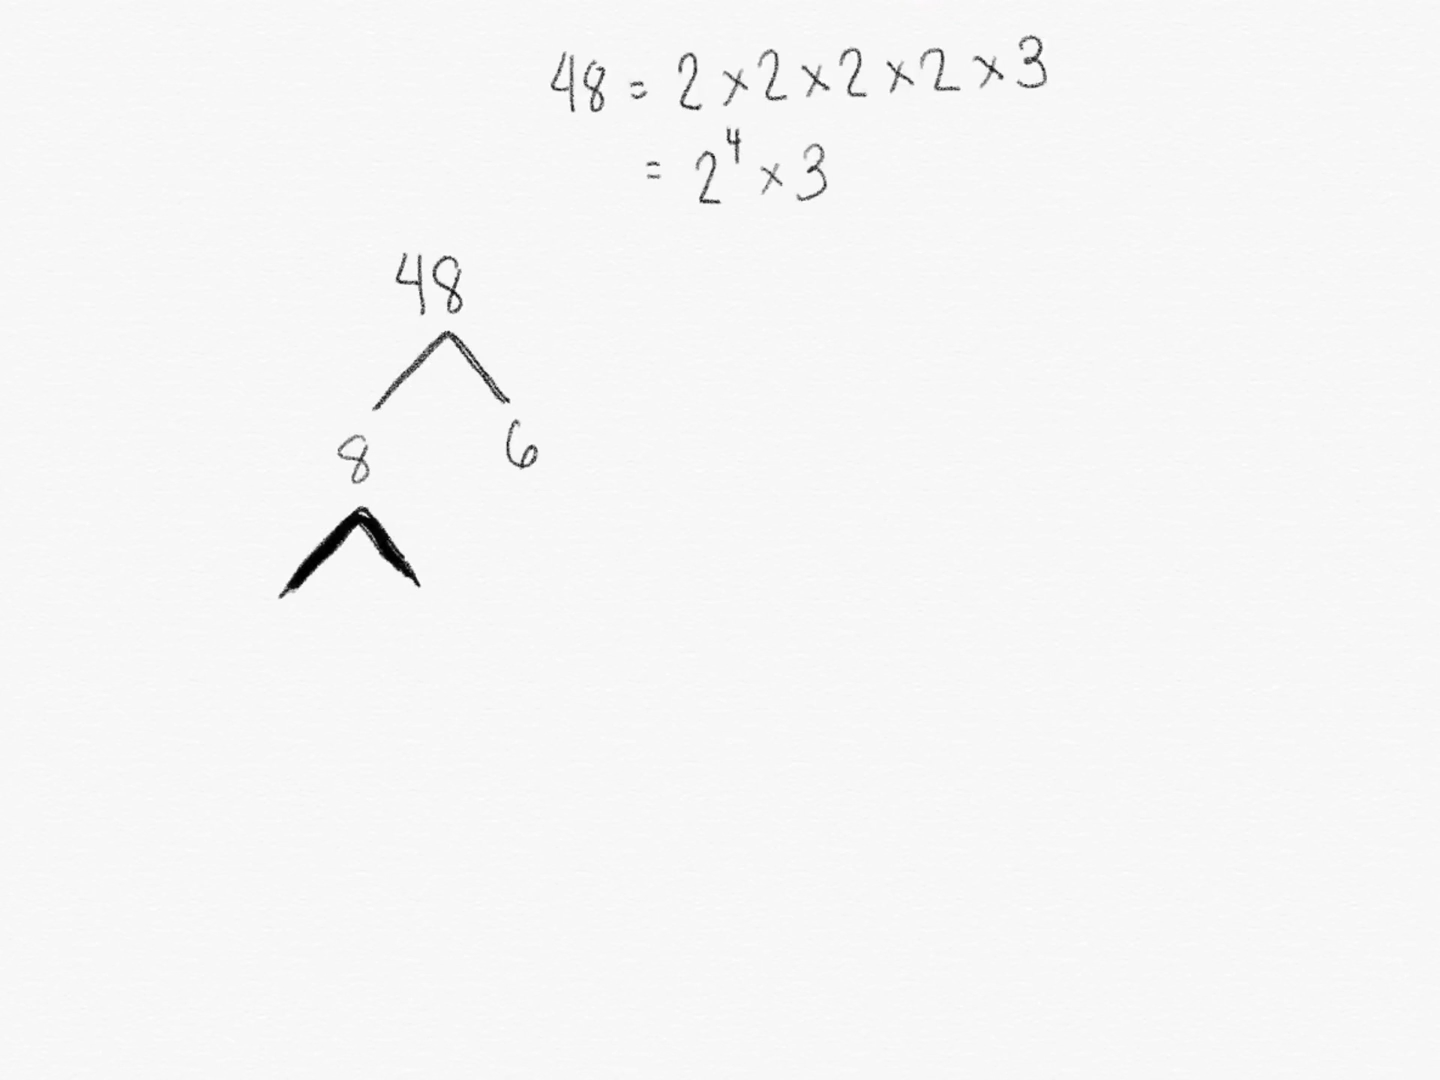 48 = 2 × 2 × 2 × 2 × 3
= 2⁴ × 3
48
8 6